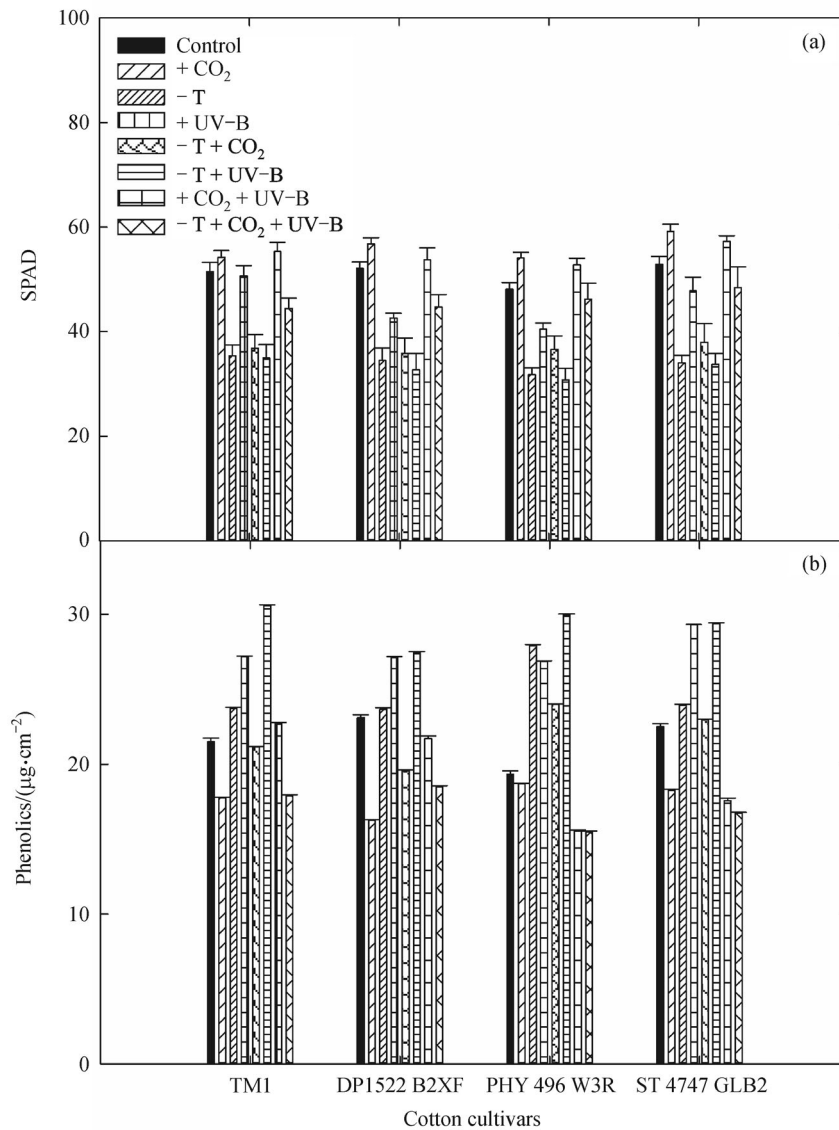 100
80
60
40
20
0
SPAD
(a)
Control
+ CO₂
− T
+ UV−B
− T + CO₂
− T + UV−B
+ CO₂ + UV−B
− T + CO₂ + UV−B
30
20
10
0
Phenolics/(μg·cm⁻²)
(b)
TM1 DP1522 B2XF PHY 496 W3R ST 4747 GLB2
Cotton cultivars